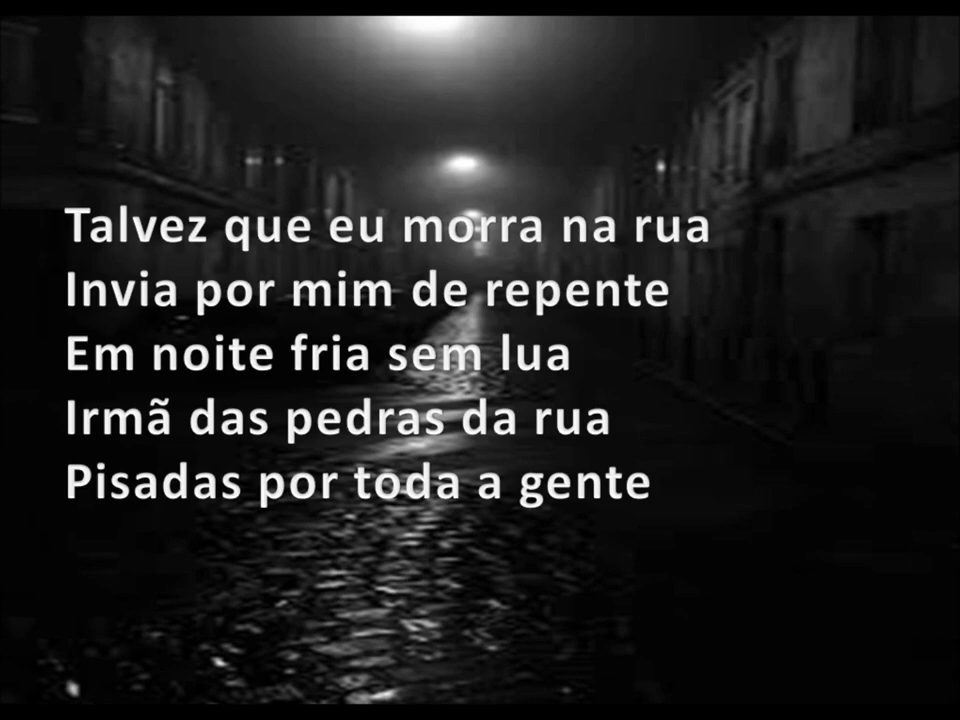 Talvez que eu morra na rua
Invia por mim de repente
Em noite fria sem lua
Irmã das pedras da rua
Pisadas por toda a gente